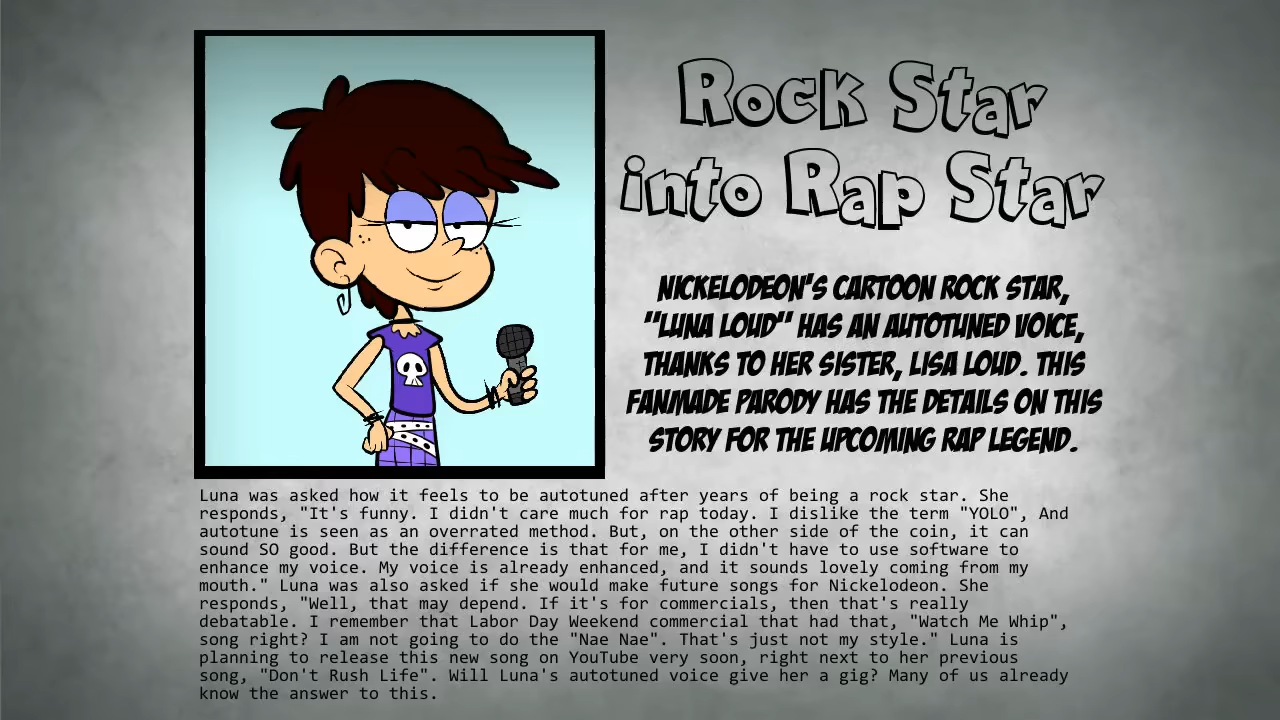 Rock Star
into Rap Star
NICKELODEON'S CARTOON ROCK STAR,
"LUNA LOUD" HAS AN AUTOTUNED VOICE,
THANKS TO HER SISTER, LISA LOUD. THIS
FANMADE PARODY HAS THE DETAILS ON THIS
STORY FOR THE UPCOMING RAP LEGEND.
Luna was asked how it feels to be autotuned after years of being a rock star. She
responds, "It's funny. I didn't care much for rap today. I dislike the term "YOLO", And
autotune is seen as an overrated method. But, on the other side of the coin, it can
sound SO good. But the difference is that for me, I didn't have to use software to
enhance my voice. My voice is already enhanced, and it sounds lovely coming from my
mouth." Luna was also asked if she would make future songs for Nickelodeon. She
responds, "Well, that may depend. If it's for commercials, then that's really
debatable. I remember that Labor Day Weekend commercial that had that, "Watch Me Whip",
song right? I am not going to do the "Nae Nae". That's just not my style." Luna is
planning to release this new song on YouTube very soon, right next to her previous
song, "Don't Rush Life". Will Luna's autotuned voice give her a gig? Many of us already
know the answer to this.